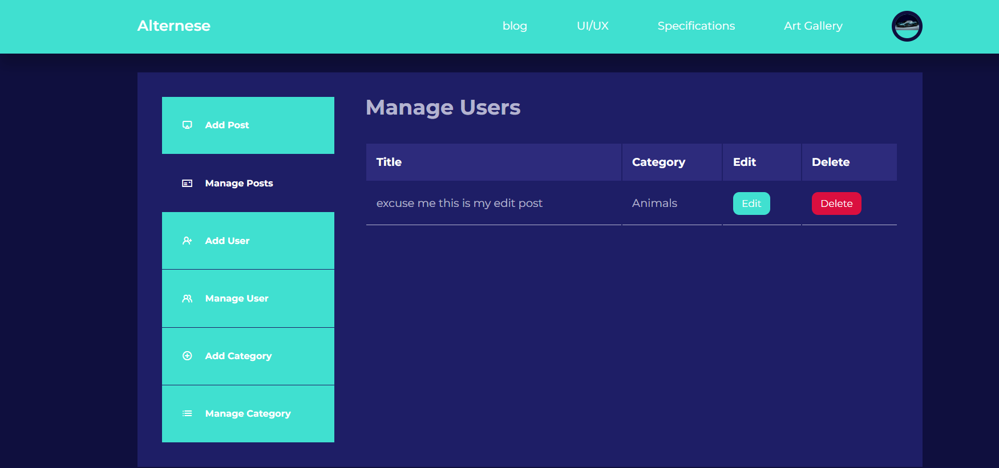 Alternese
blog
UI/UX
Specifications
Art Gallery
Add Post
Manage Posts
Add User
Manage User
Add Category
Manage Category
Manage Users
Title Category Edit Delete
excuse me this is my edit post Animals Edit Delete